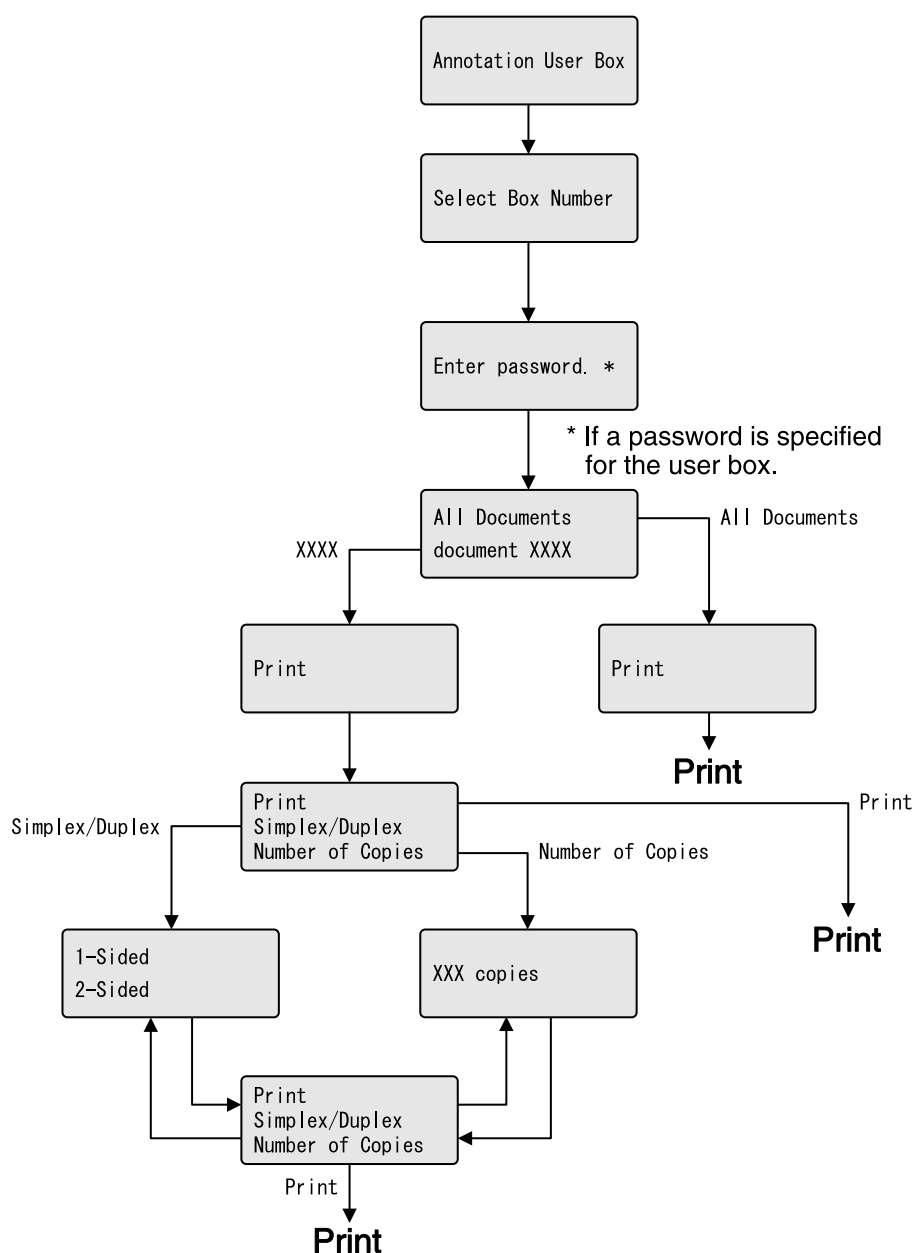 Annotation User Box
Select Box Number
Enter password. *
* If a password is specified
for the user box.
All Documents
document XXXX
All Documents
XXXX
Print
Print
Print
Print
Simplex/Duplex
Number of Copies
Print
Simplex/Duplex
Number of Copies
Print
1-Sided
2-Sided
XXX copies
Print
Simplex/Duplex
Number of Copies
Print
Print